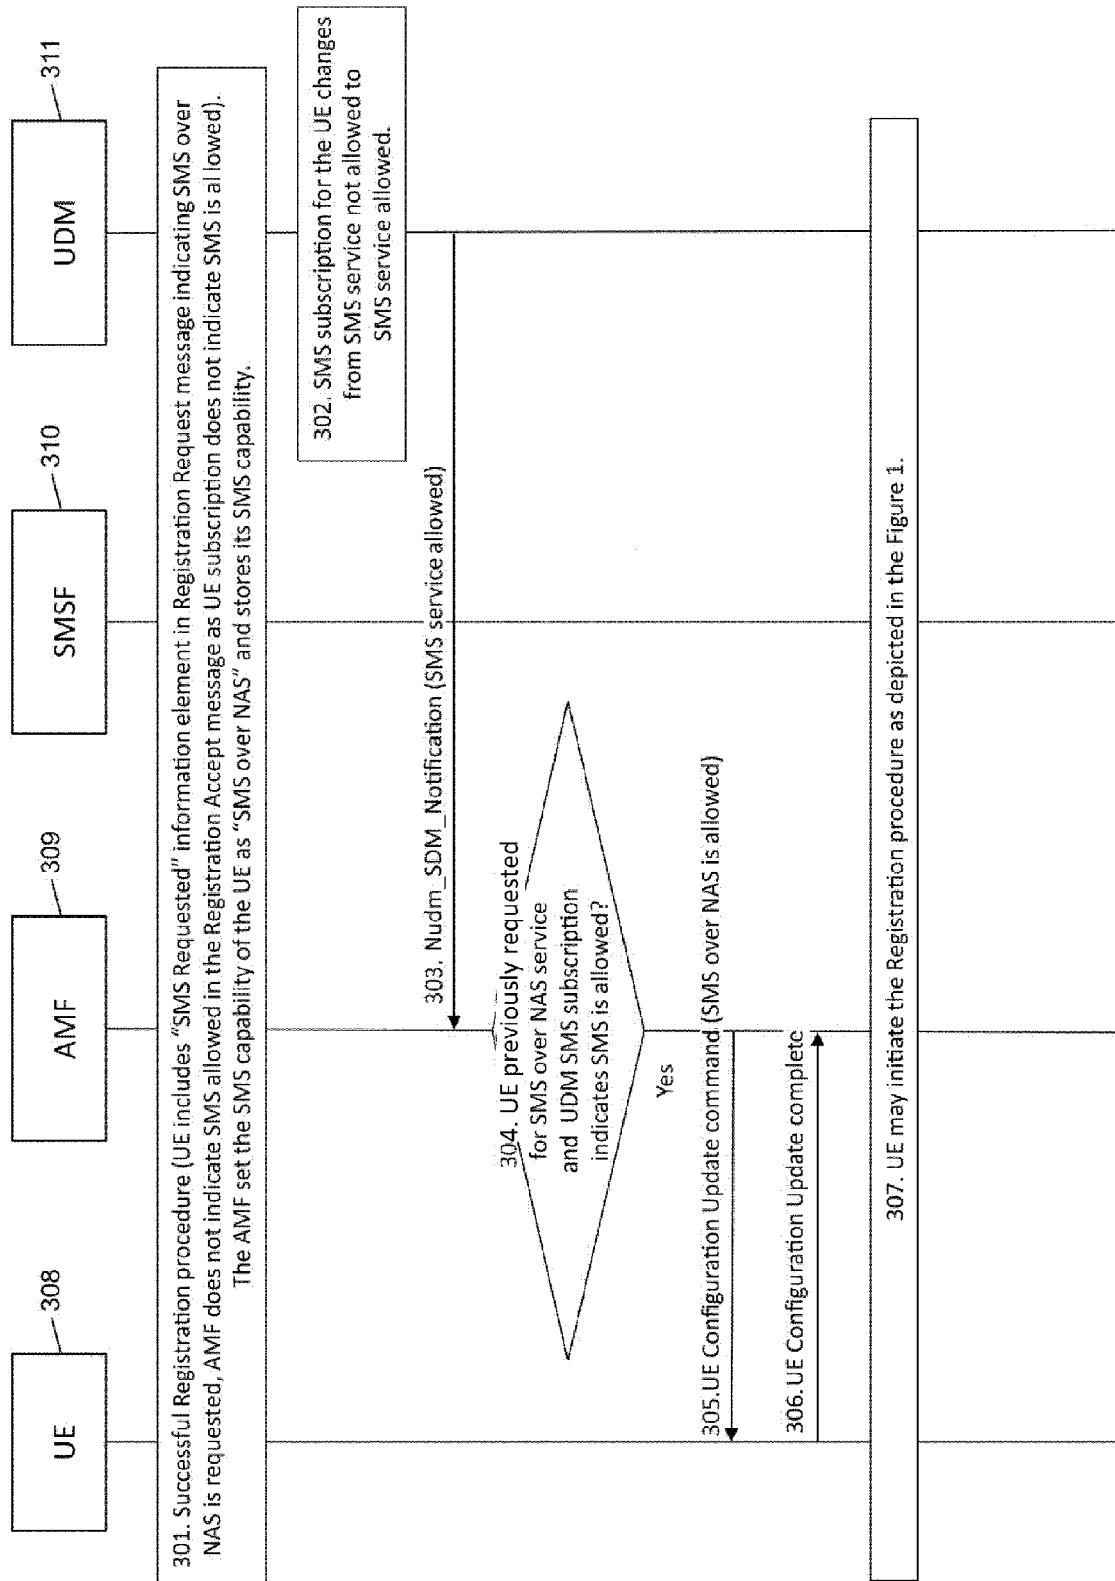 UE
308
AMF
309
SMSF
310
UDM
311
301. Successful Registration procedure (UE includes “SMS Requested” information element in Registration Request message indicating SMS over
NAS is requested, AMF does not indicate SMS allowed in the Registration Accept message as UE subscription does not indicate SMS is allowed).
The AMF set the SMS capability of the UE as “SMS over NAS” and stores its SMS capability.
302. SMS subscription for the UE changes
from SMS service not allowed to
SMS service allowed.
303. Nudm_SDM_Notification (SMS service allowed)
304. UE previously requested
for SMS over NAS service
and UDM SMS subscription
indicates SMS is allowed?
Yes
305.UE Configuration Update command (SMS over NAS is allowed)
306.UE Configuration Update complete
307. UE may initiate the Registration procedure as depicted in the Figure 1.